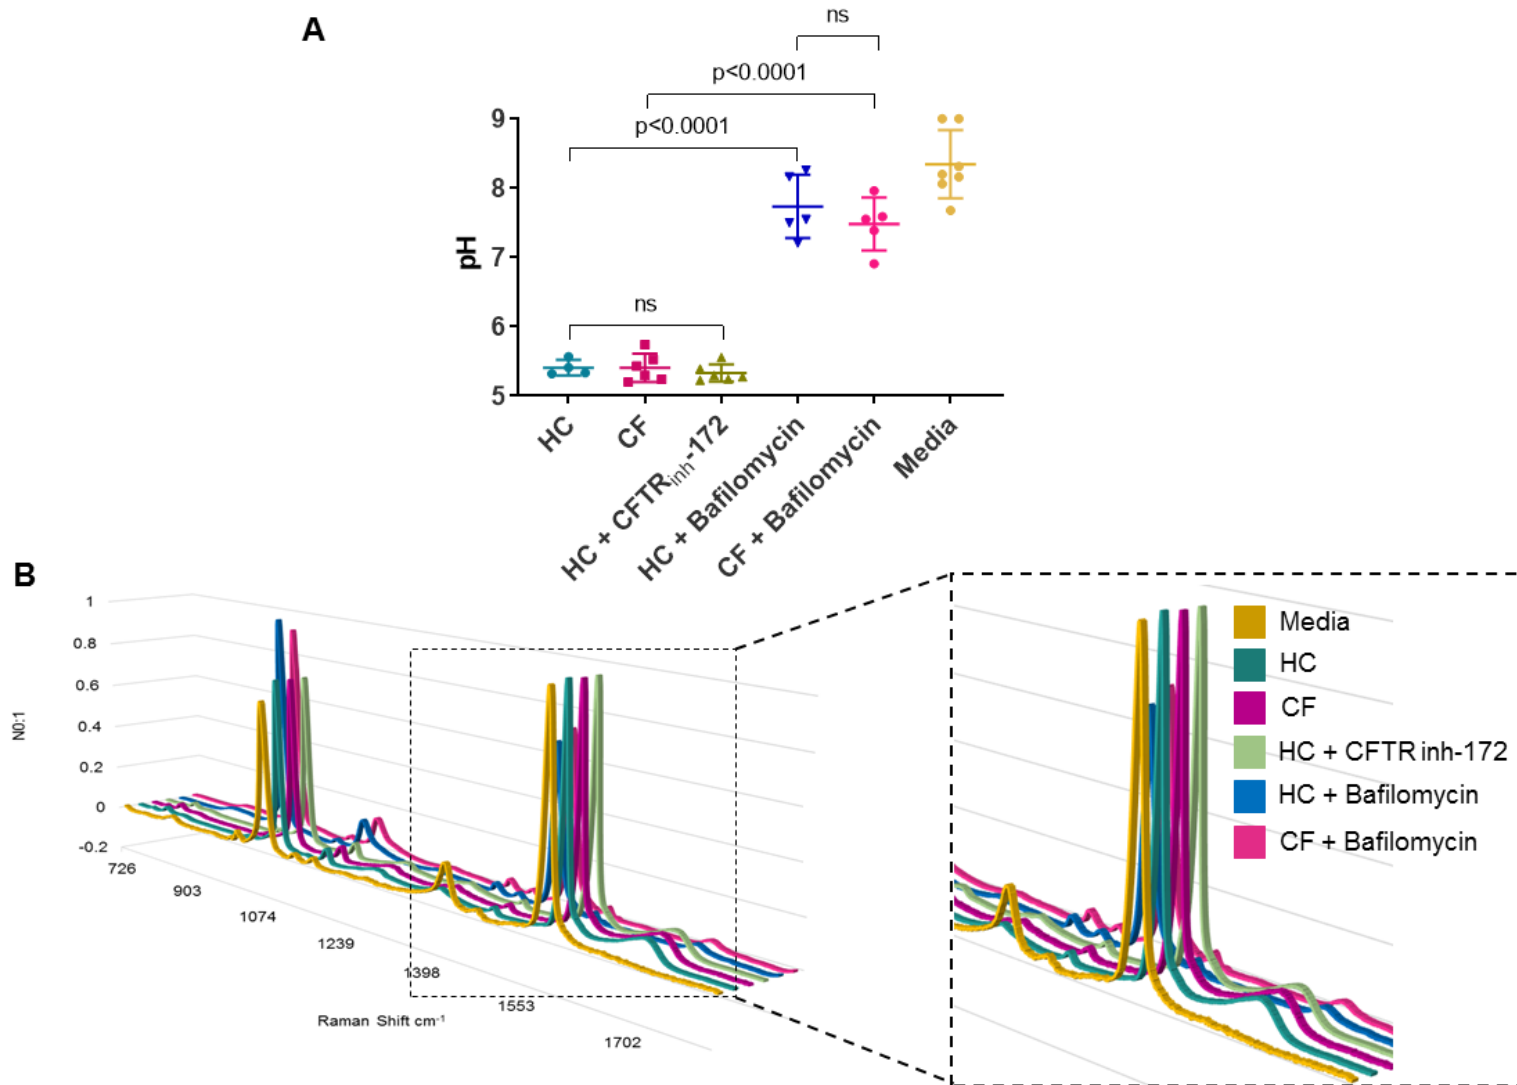 A
ns
p<0.0001
p<0.0001
9
8
7
6
5
pH
ns
HC
CF
HC + CFTRinh-172
HC + Bafilomycin
CF + Bafilomycin
Media
B
1
0.8
0.6
0.4
0.2
0
-0.2
N0:1
726
903
1074
1239
1398
1553
1702
Raman Shift cm-1
Media
HC
CF
HC + CFTR inh-172
HC + Bafilomycin
CF + Bafilomycin